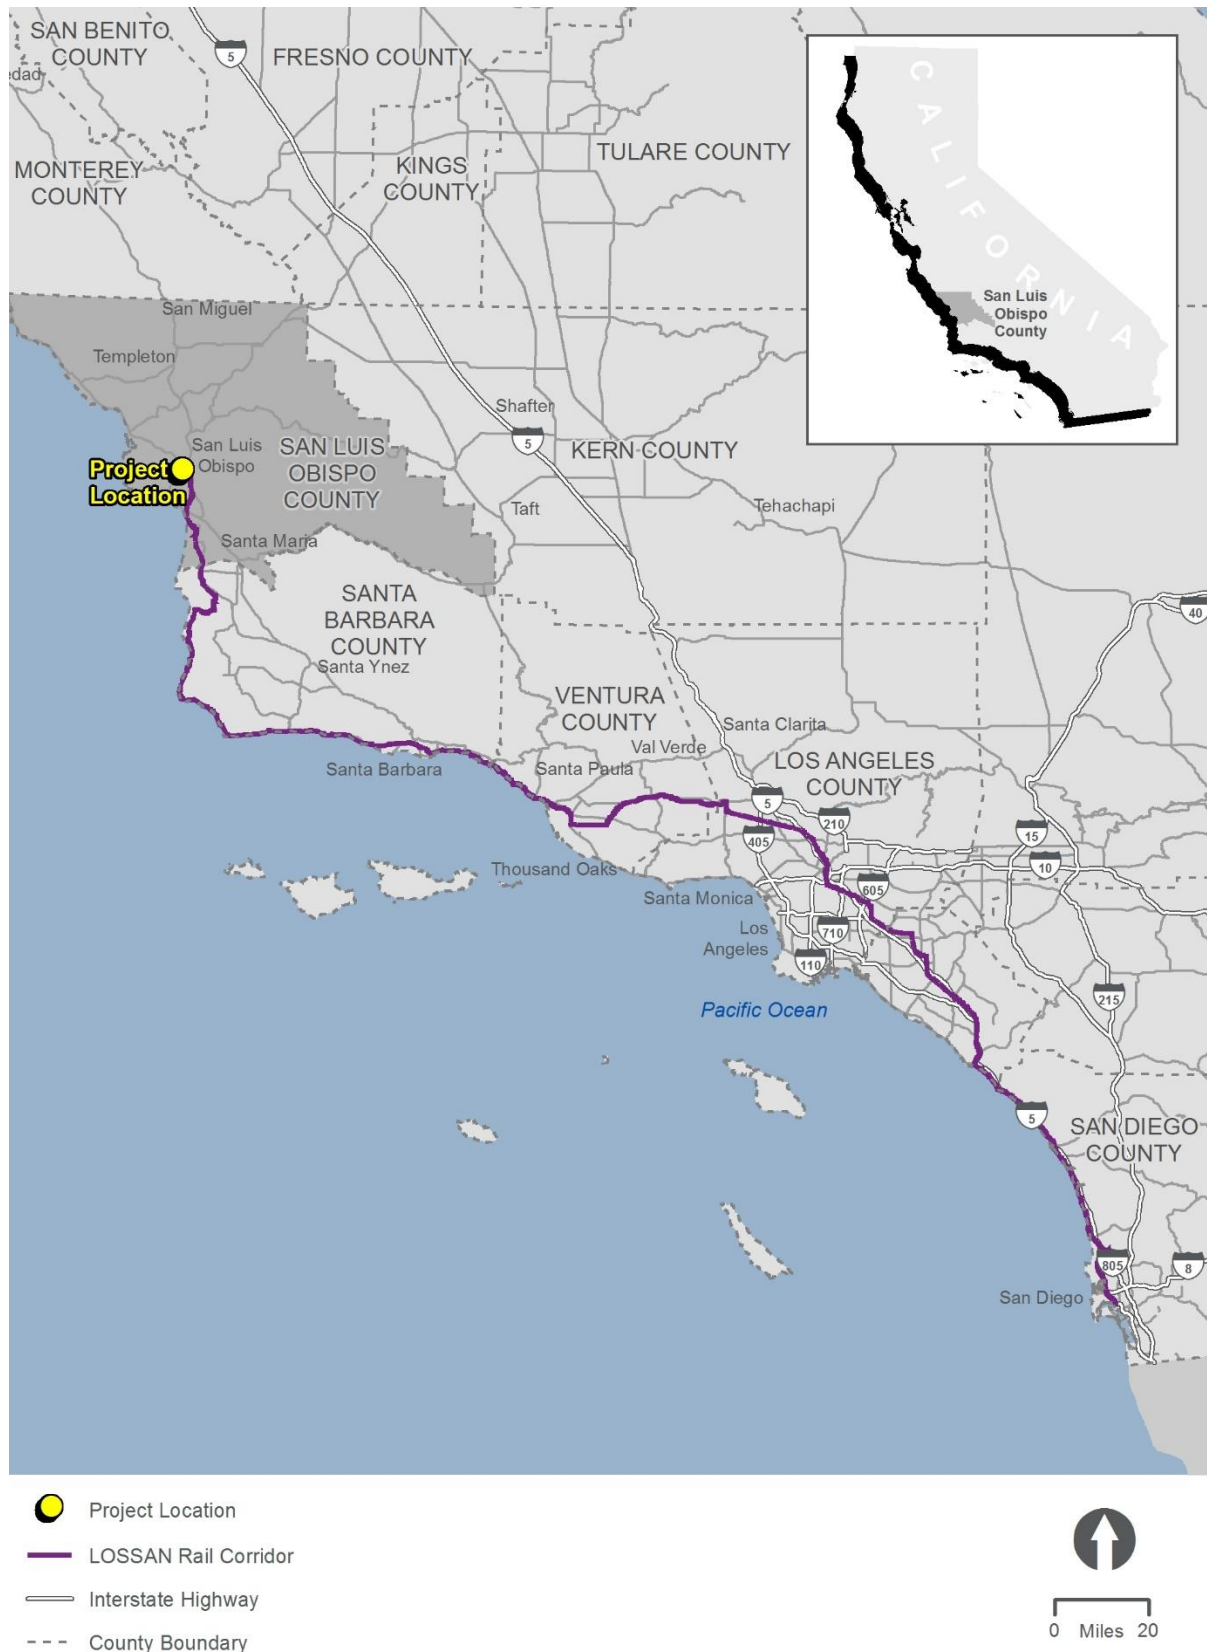 SAN BENITO
COUNTY
5
FRESNO COUNTY
edad
MONTEREY
COUNTY
KINGS
COUNTY
TULARE COUNTY
CALIFORNIA
San Luis
Obispo
County
San Miguel
Templeton
San Luis
Obispo
Project
Location
SAN LUIS
OBISPO
COUNTY
Shafter
5
KERN COUNTY
Taft
Tehachapi
Santa Maria
SANTA
BARBARA
COUNTY
Santa Ynez
40
VENTURA
COUNTY
Santa Clarita
Val Verde
Santa Barbara
Santa Paula
LOS ANGELES
COUNTY
5
210
405
15
10
Thousand Oaks
605
Santa Monica
Los
Angeles
710
110
215
Pacific Ocean
5
SAN DIEGO
COUNTY
805
8
San Diego
Project Location
LOSSAN Rail Corridor
Interstate Highway
County Boundary
0 Miles 20